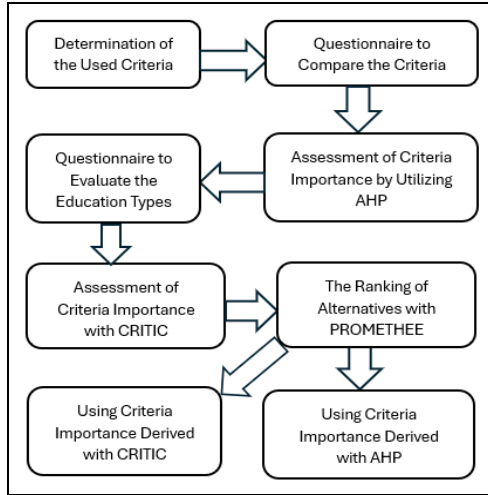 Determination of
the Used Criteria
Questionnaire to
Compare the Criteria
Assessment of Criteria
Importance by Utilizing
AHP
Questionnaire to
Evaluate the
Education Types
Assessment of
Criteria Importance
with CRITIC
The Ranking of
Alternatives with
PROMETHEE
Using Criteria
Importance Derived
with CRITIC
Using Criteria
Importance Derived
with AHP